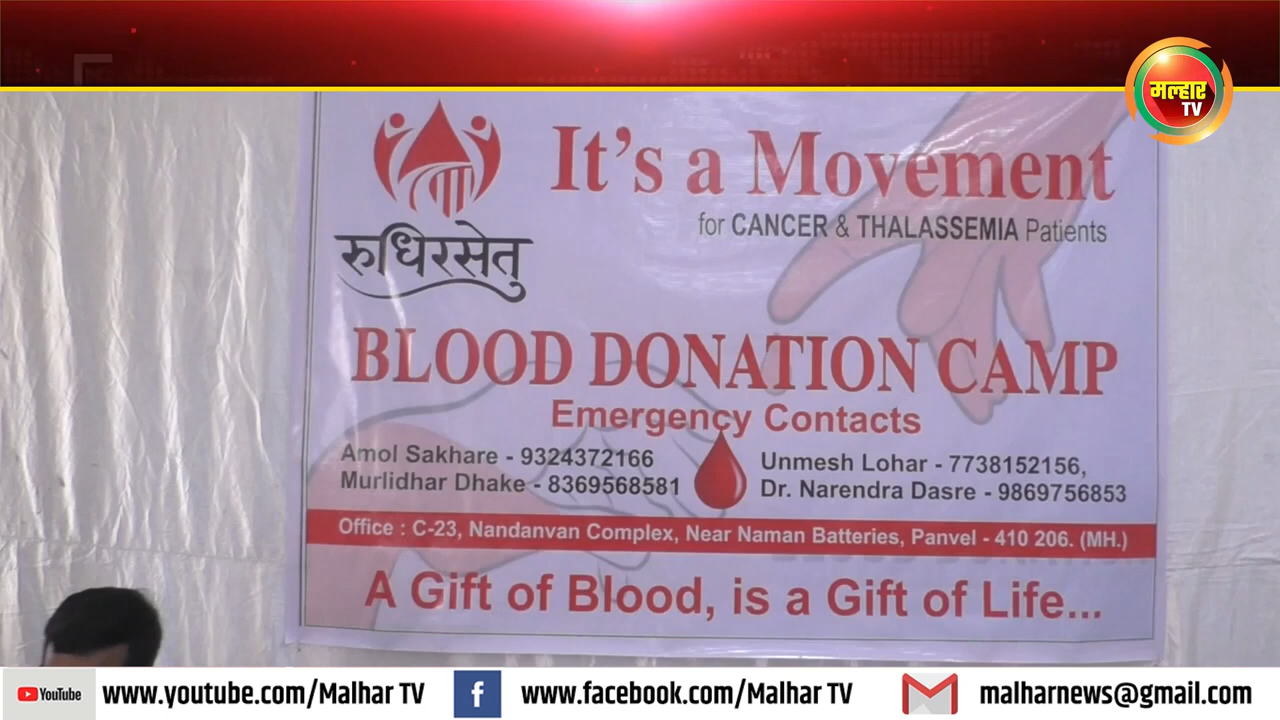 मल्हार
TV
It's a Movement
for CANCER & THALASSEMIA Patients
रुधिरसेतु
BLOOD DONATION CAMP
Emergency Contacts
Amol Sakhare - 9324372166
Murlidhar Dhake - 8369568581
Unmesh Lohar - 7738152156,
Dr. Narendra Dasre - 9869756853
Office : C-23, Nandanvan Complex, Near Naman Batteries, Panvel - 410 206. (MH.)
A Gift of Blood, is a Gift of Life...
YouTube www.youtube.com/Malhar TV
f www.facebook.com/Malhar TV
malharnews@gmail.com